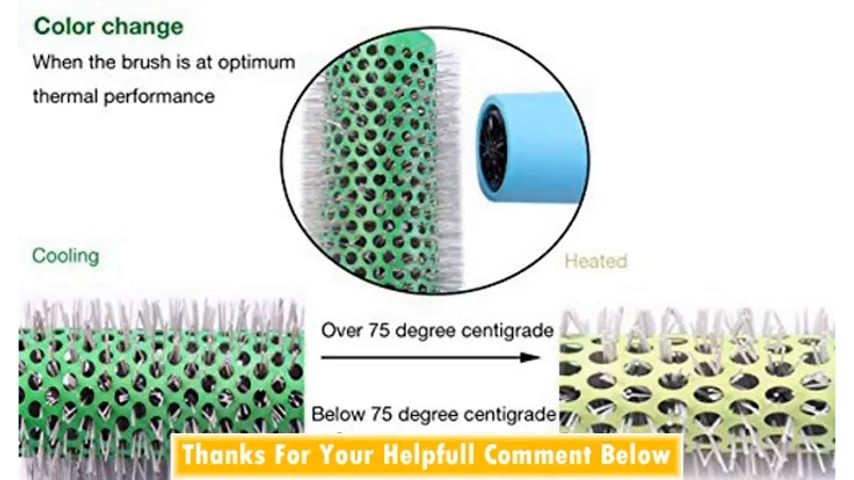 Color change
When the brush is at optimum
thermal performance
Cooling
Heated
Over 75 degree centigrade
Below 75 degree centigrade
Thanks For Your Helpfull Comment Below